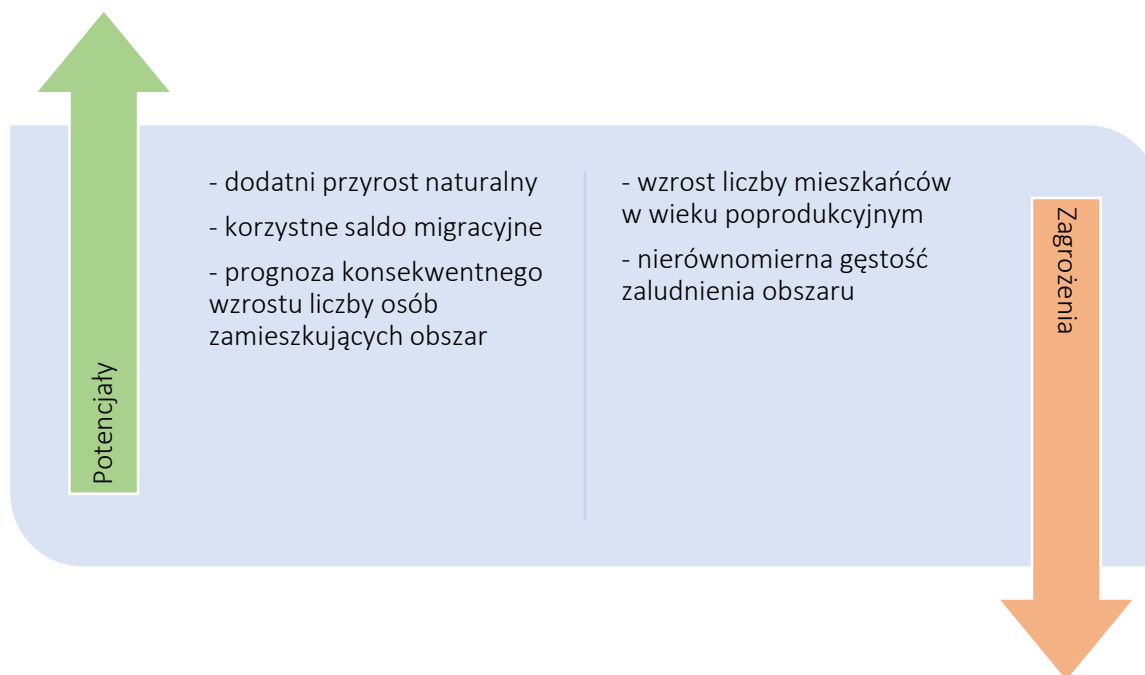 Potencjały
- dodatni przyrost naturalny
- korzystne saldo migracyjne
- prognoza konsekwentnego
wzrostu liczby osób
zamieszkujących obszar
- wzrost liczby mieszkańców
w wieku poprodukcyjnym
- nierównomierna gęstość
zaludnienia obszaru
Zagrożenia